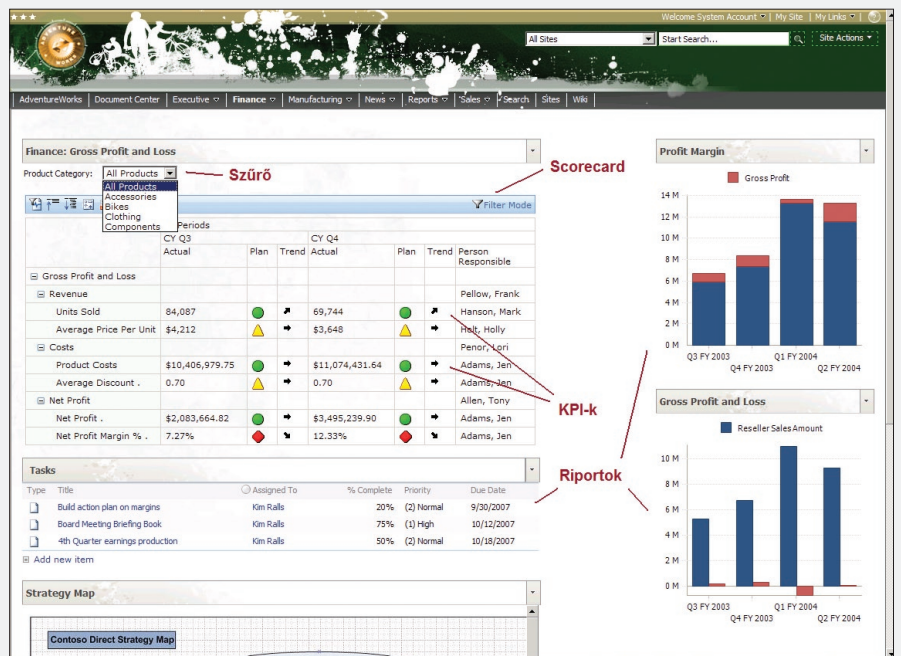 Welcome System Account | My Site | My Links
ADVENTURE WORKS
All Sites Start Search... Site Actions
AdventureWorks | Document Center | Executive | Finance | Manufacturing | News | Reports | Sales | Search | Sites | Wiki
Finance: Gross Profit and Loss
Product Category: All Products Szűrő
All Products
Accessories
Bikes
Clothing
Components
Scorecard
Filter Mode
Periods
CY Q3 CY Q4
Actual Plan Trend Actual Plan Trend Person Responsible
Gross Profit and Loss
Revenue Pellow, Frank
Units Sold 84,087 69,744 Hanson, Mark
Average Price Per Unit $4,212 $3,648 Holt, Holly
Costs Penor, Lori
Product Costs $10,406,979.75 $11,074,431.64 Adams, Jen
Average Discount . 0.70 0.70 Adams, Jen
Net Profit Allen, Tony
Net Profit . $2,083,664.82 $3,495,239.90 Adams, Jen
Net Profit Margin % . 7.27% 12.33% Adams, Jen
KPI-k
Riportok
Tasks
Type Title Assigned To % Complete Priority Due Date
Build action plan on margins Kim Ralls 20% (2) Normal 9/30/2007
Board Meeting Briefing Book Kim Ralls 75% (1) High 10/12/2007
4th Quarter earnings production Kim Ralls 50% (2) Normal 10/18/2007
Add new item
Strategy Map
Contoso Direct Strategy Map
Profit Margin
Gross Profit
14 M
12 M
10 M
8 M
6 M
4 M
2 M
0 M
Q3 FY 2003 Q1 FY 2004
Q4 FY 2003 Q2 FY 2004
Gross Profit and Loss
Reseller Sales Amount
10 M
8 M
6 M
4 M
2 M
0 M
Q3 FY 2003 Q1 FY 2004
Q4 FY 2003 Q2 FY 2004